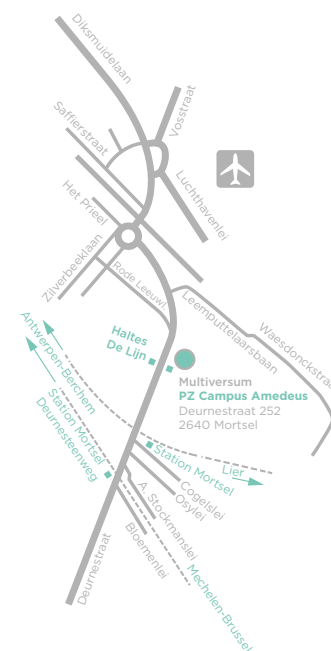 Diksmuidelaan
Vosstraat
Saffierstraat
Luchthavenlei
Het Prieel
Zilverbeeklaan
Rode Leeuwl
Leemputtelaarsbaan
Waesdonckstraat
Antwerpen-Berchem
Haltes
De Lijn
Multiversum
PZ Campus Amedeus
Deurnestraat 252
2640 Mortsel
Station Mortsel
Deurnesteenweg
Station Mortsel
Lier
Cogelslei
Osylei
A. Stockmanslei
Bloemenlei
Deurnestraat
Mechelen-Brussel